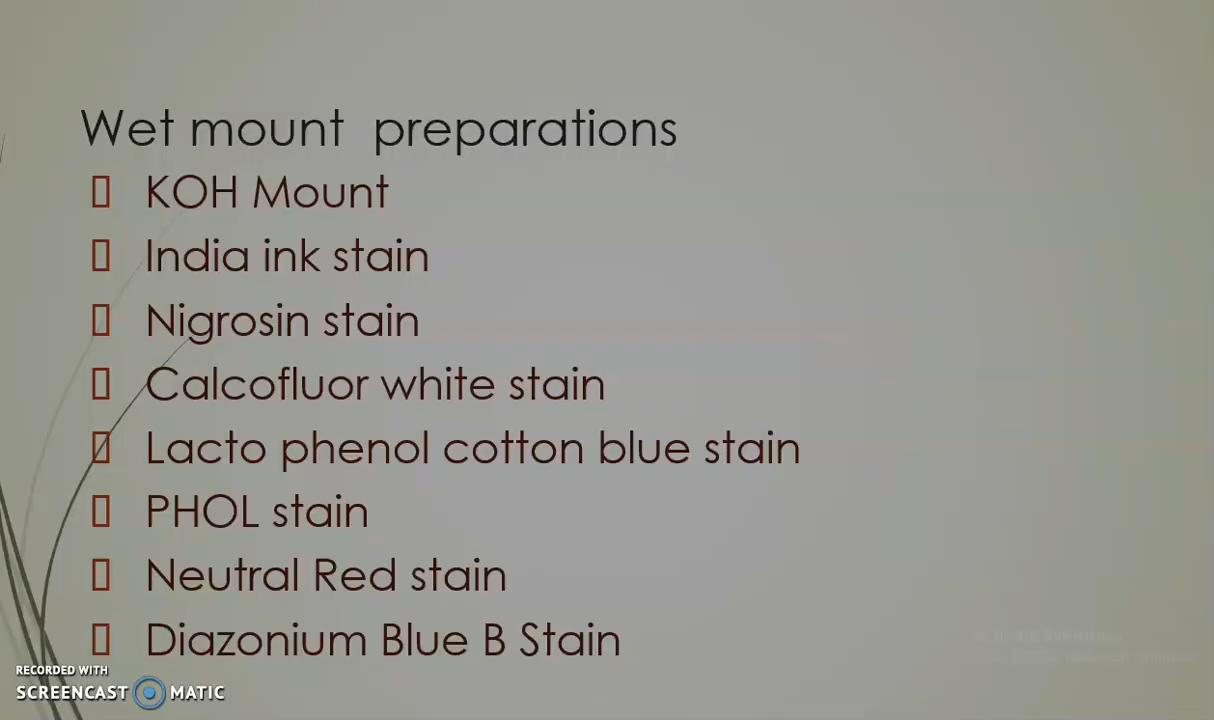 Wet mount preparations
KOH Mount
India ink stain
Nigrosin stain
Calcofluor white stain
Lacto phenol cotton blue stain
PHOL stain
Neutral Red stain
Diazonium Blue B Stain
RECORDED WITH
SCREENCAST MATIC